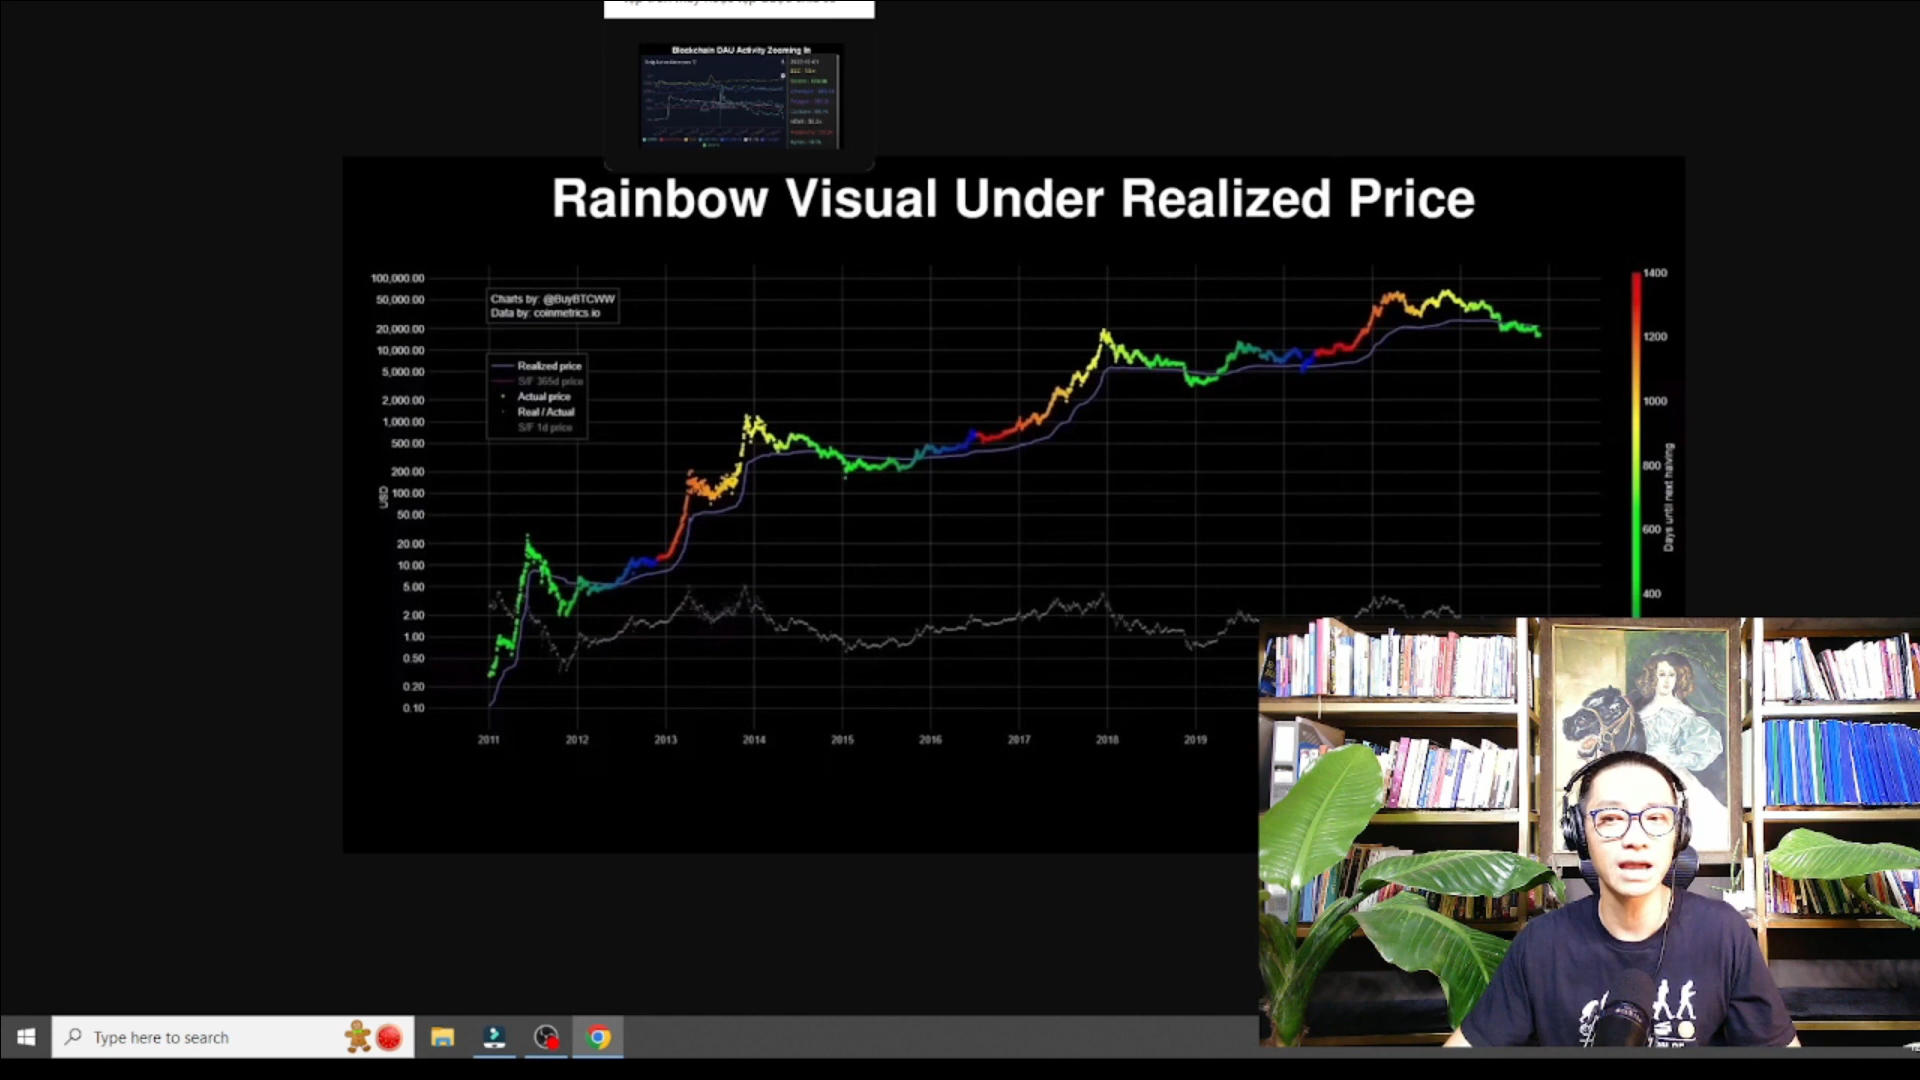 Blockchain DAU Activity Zooming In
Rainbow Visual Under Realized Price
100,000.00
50,000.00
20,000.00
10,000.00
5,000.00
2,000.00
1,000.00
500.00
200.00
100.00
50.00
20.00
10.00
5.00
2.00
1.00
0.50
0.20
0.10
USD
Charts by: @BuyBTCWW
Data by: coinmetrics.io
Realized price
S/F 365d price
Actual price
Real / Actual
S/F 1d price
2011
2012
2013
2014
2015
2016
2017
2018
2019
1400
1200
1000
800
600
400
Days until next halving
Type here to search